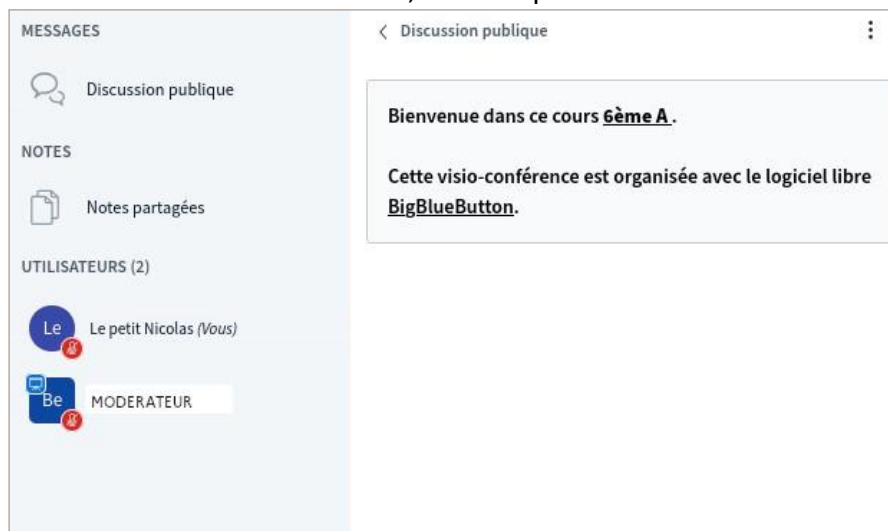 MESSAGES
Discussion publique
NOTES
Notes partagées
UTILISATEURS (2)
Le
Le petit Nicolas (Vous)
Be
MODERATEUR
Discussion publique
Bienvenue dans ce cours 6ème A .
Cette visio-conférence est organisée avec le logiciel libre
BigBlueButton.